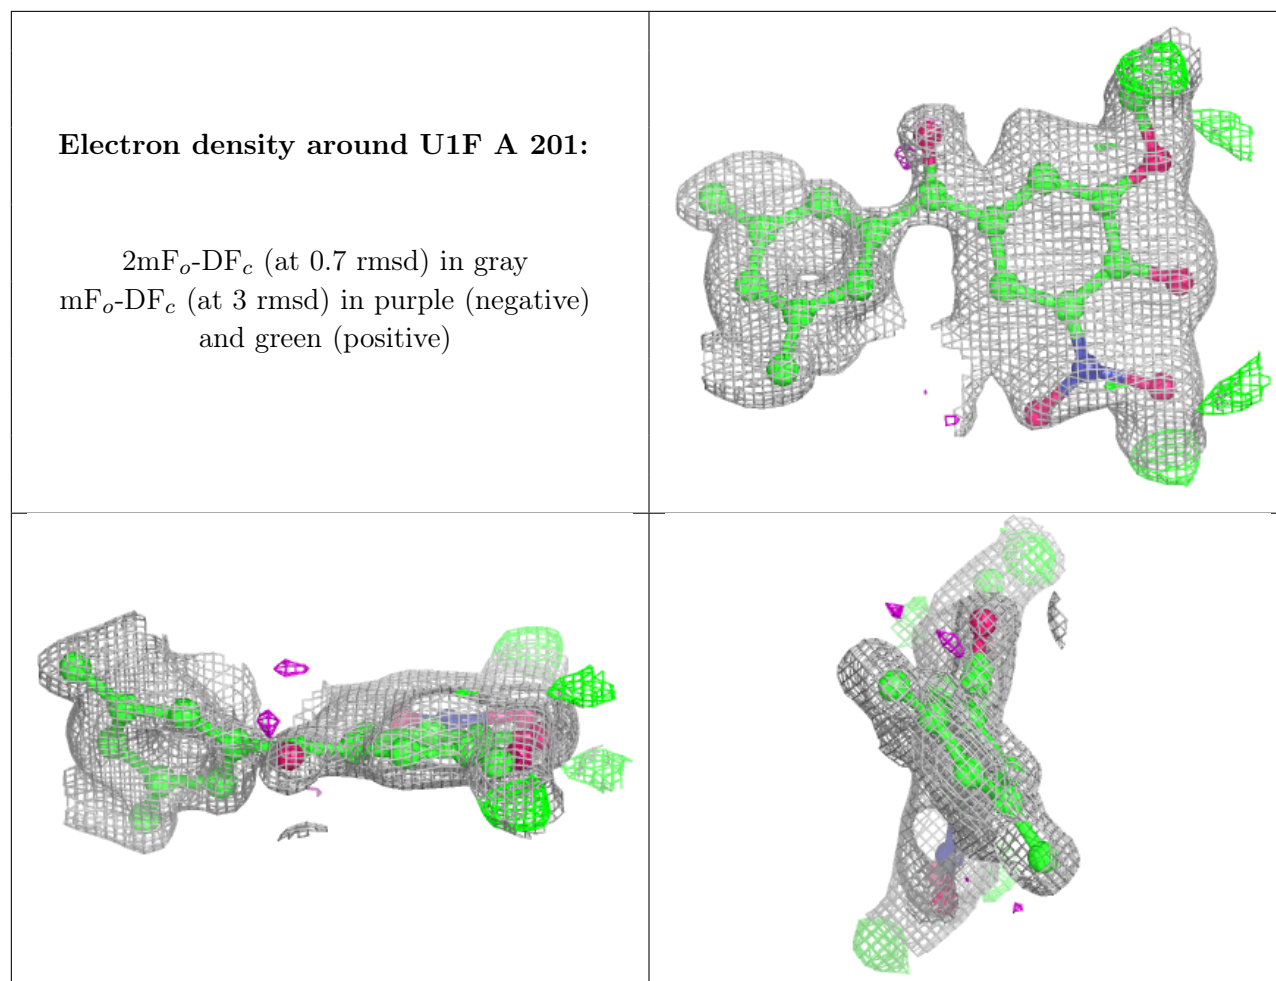 Electron density around U1F A 201:
2mFo-DFc (at 0.7 rmsd) in gray
mFo-DFc (at 3 rmsd) in purple (negative)
and green (positive)